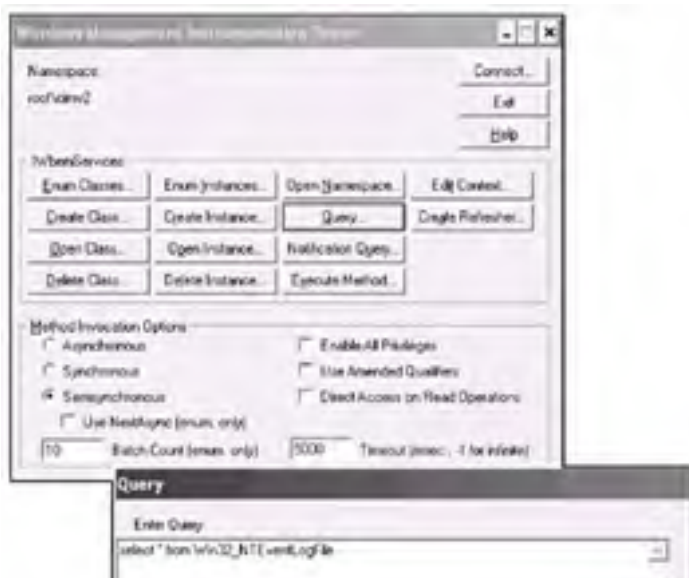 Windows Management Instrumentation Tester
Namespace:
root\cimv2
Connect...
Exit
Help
IWbemServices
Enum Classes... Enum Instances... Open Namespace... Edit Context...
Create Class... Create Instance... Query... Create Refresher...
Open Class... Open Instance... Notification Query...
Delete Class... Delete Instance... Execute Method...
Method Invocation Options
Asynchronous Enable All Privileges
Synchronous Use Amended Qualifiers
Semisynchronous Direct Access on Read Operations
Use NextAsync (enum. only)
10 Batch Count (enum. only) 5000 Timeout (msec., -1 for infinite)
Query
Enter Query
select * from Win32_NTEventLogFile